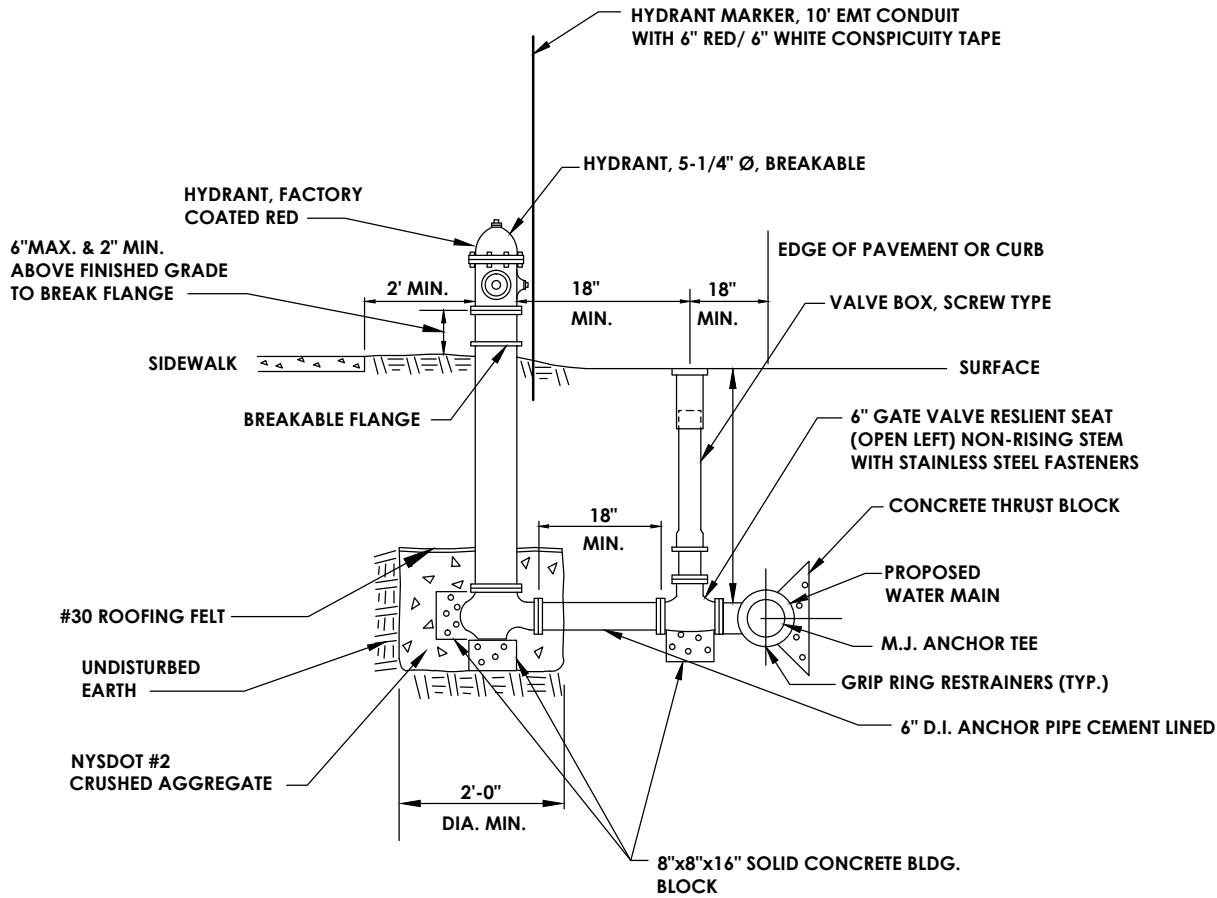 HYDRANT MARKER, 10' EMT CONDUIT
WITH 6" RED/ 6" WHITE CONSPICUITY TAPE
HYDRANT, 5-1/4" Ø, BREAKABLE
HYDRANT, FACTORY
COATED RED
6"MAX. & 2" MIN.
ABOVE FINISHED GRADE
TO BREAK FLANGE
EDGE OF PAVEMENT OR CURB
2' MIN.
18"
MIN.
18"
MIN.
VALVE BOX, SCREW TYPE
SIDEWALK
SURFACE
BREAKABLE FLANGE
6" GATE VALVE RESLIENT SEAT
(OPEN LEFT) NON-RISING STEM
WITH STAINLESS STEEL FASTENERS
CONCRETE THRUST BLOCK
18"
MIN.
PROPOSED
WATER MAIN
#30 ROOFING FELT
M.J. ANCHOR TEE
UNDISTURBED
EARTH
GRIP RING RESTRAINERS (TYP.)
6" D.I. ANCHOR PIPE CEMENT LINED
NYSDOT #2
CRUSHED AGGREGATE
2'-0"
DIA. MIN.
8"x8"x16" SOLID CONCRETE BLDG.
BLOCK